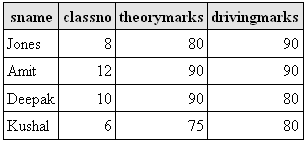 sname classno theorymarks drivingmarks
Jones 8 80 90
Amit 12 90 90
Deepak 10 90 80
Kushal 6 75 80